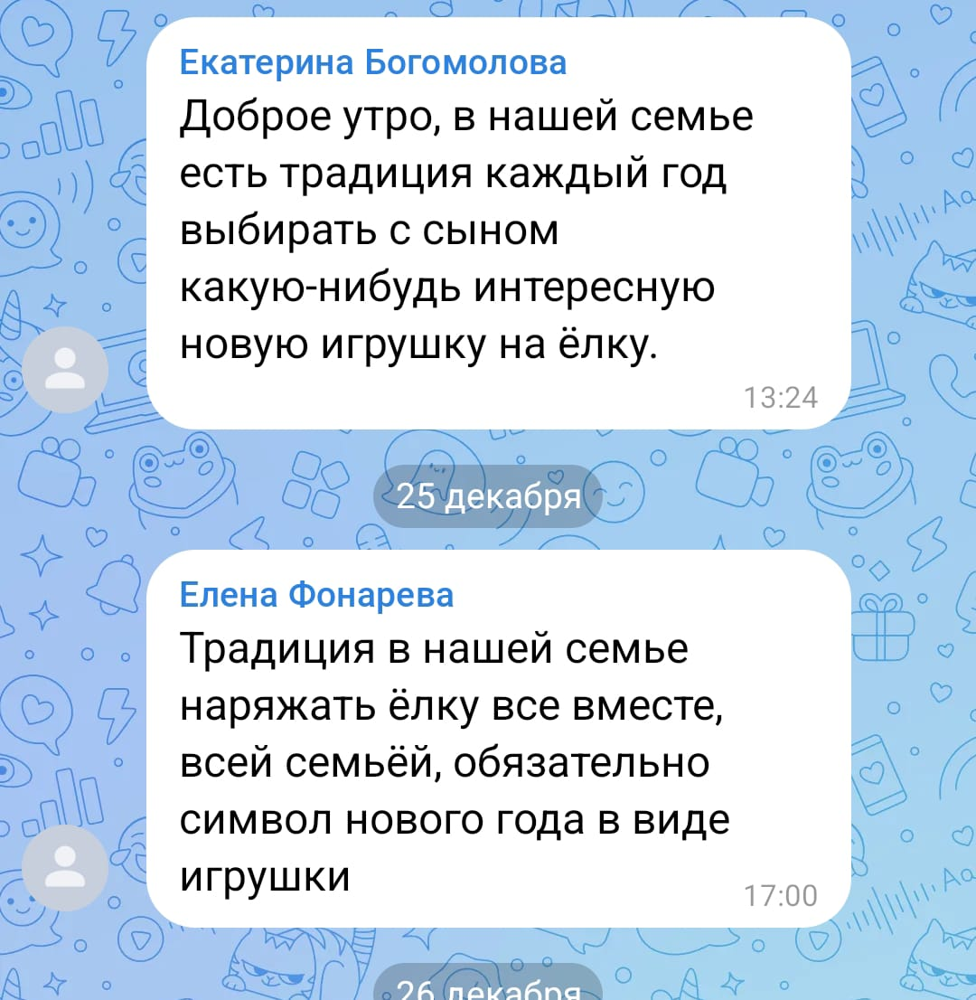 Екатерина Богомолова
Доброе утро, в нашей семье
есть традиция каждый год
выбирать с сыном
какую-нибудь интересную
новую игрушку на ёлку.
13:24
25 декабря
Елена Фонарева
Традиция в нашей семье
наряжать ёлку все вместе,
всей семьёй, обязательно
символ нового года в виде
игрушки
17:00
26 декабря